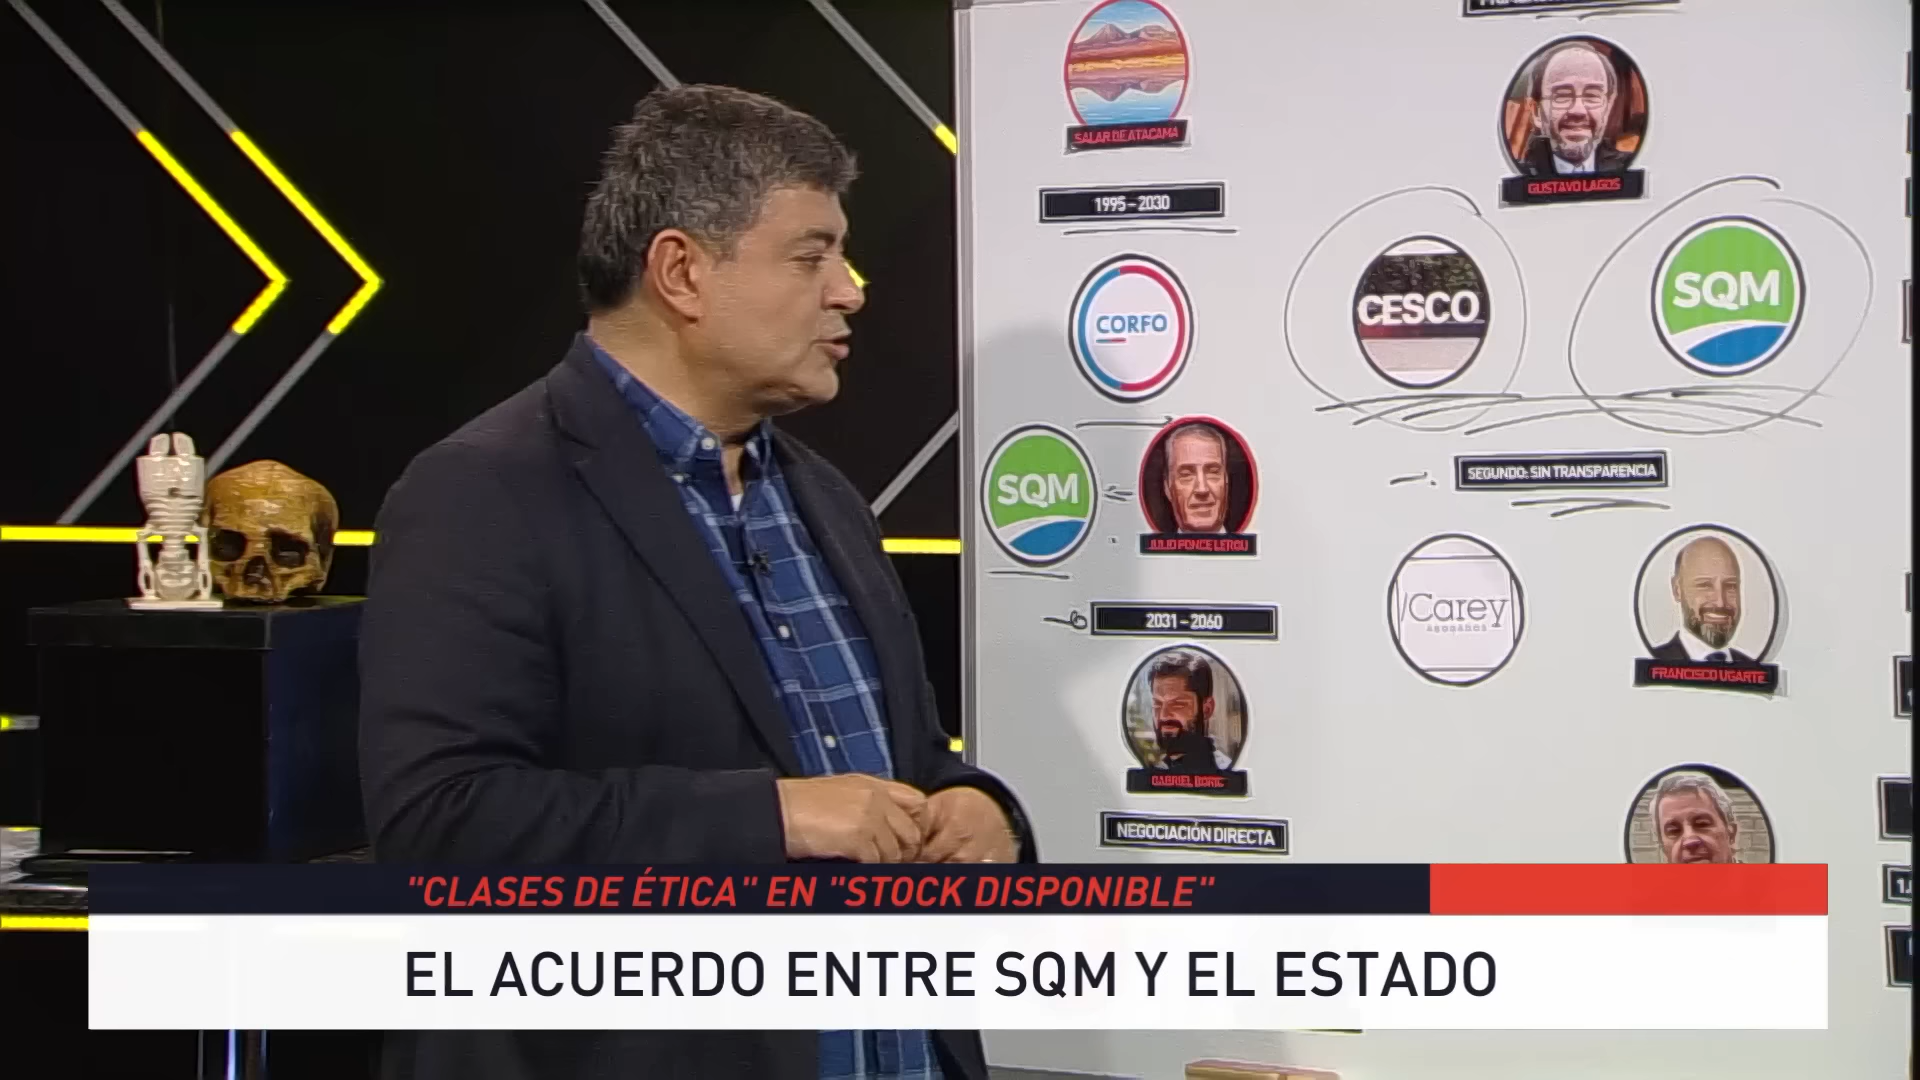 SALAR DE ATACAMA
GUSTAVO LAGOS
1995 – 2030
CORFO
CESCO
SQM
SQM
JULIO PONCE LEROU
SEGUNDO: SIN TRANSPARENCIA
2031 – 2060
Carey
FRANCISCO UGARTE
GABRIEL BORIC
NEGOCIACIÓN DIRECTA
"CLASES DE ÉTICA" EN "STOCK DISPONIBLE"
EL ACUERDO ENTRE SQM Y EL ESTADO